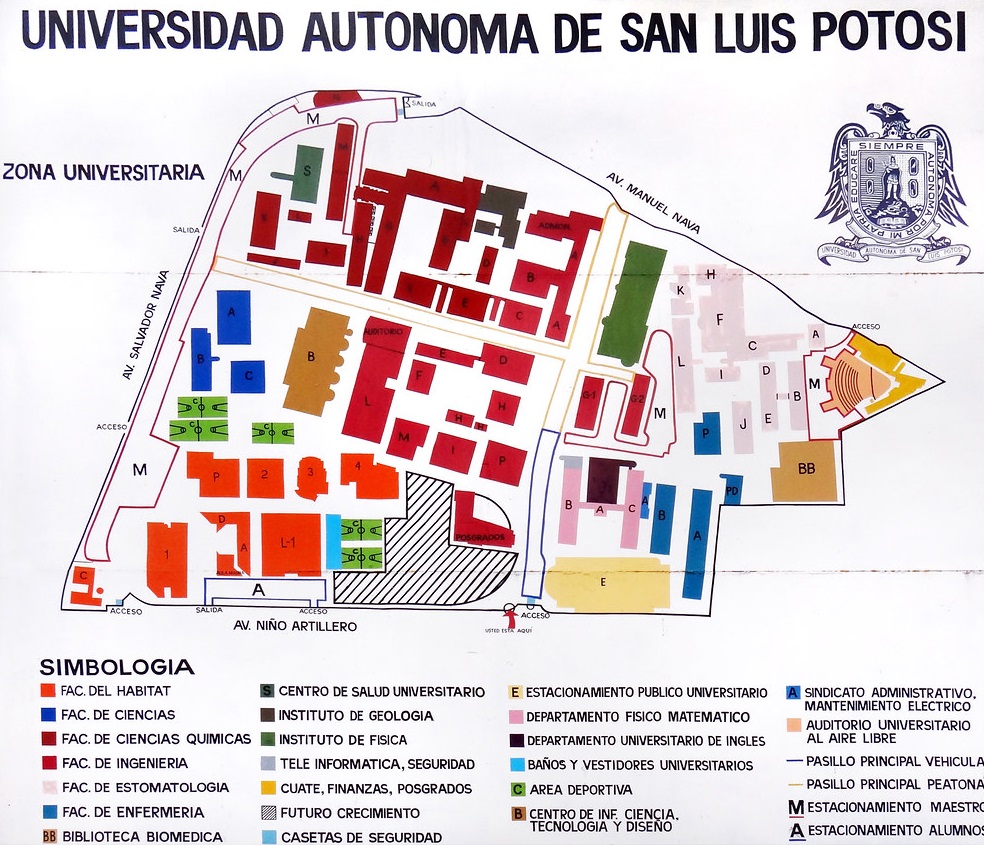 UNIVERSIDAD AUTONOMA DE SAN LUIS POTOSI
ZONA UNIVERSITARIA
SALIDA
M
M
S
M
AV. MANUEL NAVA
SIEMPRE
EDUCARE
AUTONOMA
POR MI PATRIA
UNIVERSIDAD AUTONOMA DE SAN LUIS POTOSI
SALIDA
A
ADMON.
AV. SALVADOR NAVA
D
B
A
E
C
A
H
K
F
A
B
C
B
AUDITORIO
E
D
F
L
H
H
H
M
I
P
G-1
G-2
M
L
C
I
D
B
E
J
A
ACCESO
M
C
C
C
ACCESO
M
P
2
3
4
P
BB
PD
B
A
C
A
B
A
1
D
A
L-1
C
C
POSGRADOS
E
C
A
ACCESO
SALIDA
ACCESO
ACCESO
USTED ESTA AQUI
AV. NIÑO ARTILLERO
SIMBOLOGIA
FAC. DEL HABITAT
FAC. DE CIENCIAS
FAC. DE CIENCIAS QUIMICAS
FAC. DE INGENIERIA
FAC. DE ESTOMATOLOGIA
FAC. DE ENFERMERIA
BB BIBLIOTECA BIOMEDICA
S CENTRO DE SALUD UNIVERSITARIO
INSTITUTO DE GEOLOGIA
INSTITUTO DE FISICA
TELE INFORMATICA, SEGURIDAD
CUATE, FINANZAS, POSGRADOS
FUTURO CRECIMIENTO
CASETAS DE SEGURIDAD
E ESTACIONAMIENTO PUBLICO UNIVERSITARIO
DEPARTAMENTO FISICO MATEMATICO
DEPARTAMENTO UNIVERSITARIO DE INGLES
BAÑOS Y VESTIDORES UNIVERSITARIOS
C AREA DEPORTIVA
B CENTRO DE INF. CIENCIA,
TECNOLOGIA Y DISEÑO
A SINDICATO ADMINISTRATIVO,
MANTENIMIENTO ELECTRICO
AUDITORIO UNIVERSITARIO
AL AIRE LIBRE
PASILLO PRINCIPAL VEHICULA
PASILLO PRINCIPAL PEATONA
M ESTACIONAMIENTO MAESTRO
A ESTACIONAMIENTO ALUMNOS